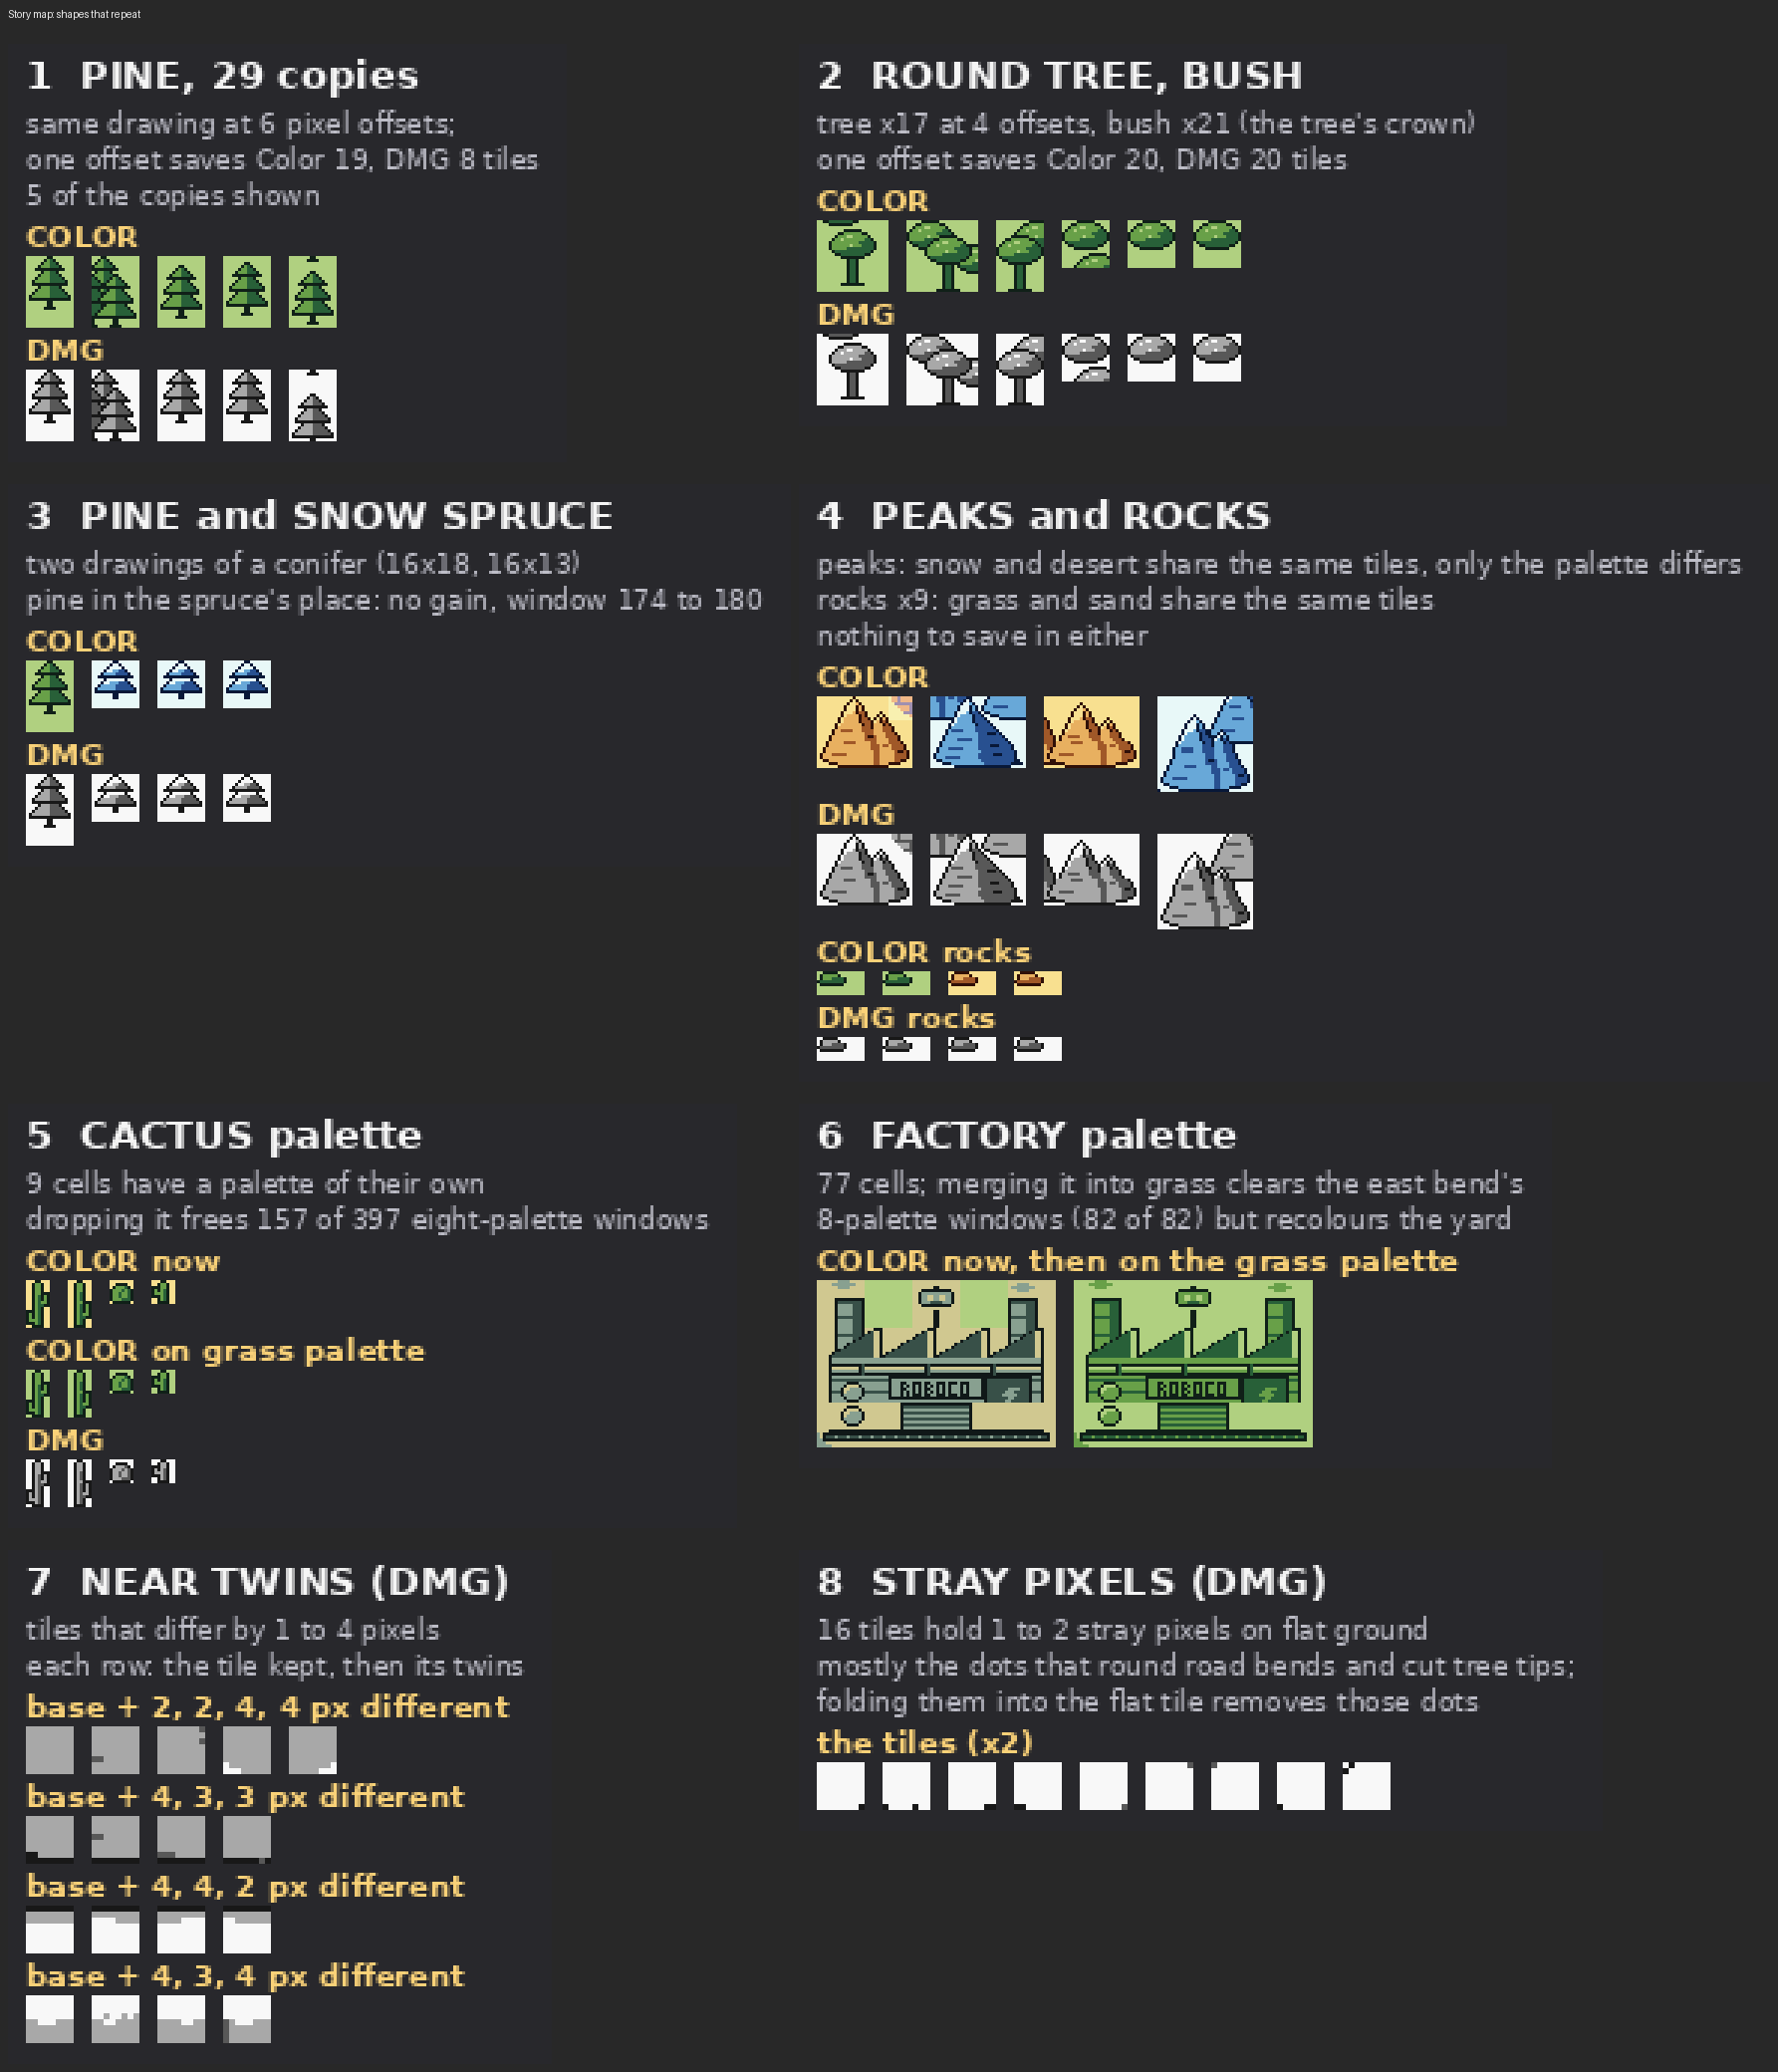 Story map: shapes that repeat
1 PINE, 29 copies
same drawing at 6 pixel offsets;
one offset saves Color 19, DMG 8 tiles
5 of the copies shown
COLOR
DMG
2 ROUND TREE, BUSH
tree x17 at 4 offsets, bush x21 (the tree's crown)
one offset saves Color 20, DMG 20 tiles
COLOR
DMG
3 PINE and SNOW SPRUCE
two drawings of a conifer (16x18, 16x13)
pine in the spruce's place: no gain, window 174 to 180
COLOR
DMG
4 PEAKS and ROCKS
peaks: snow and desert share the same tiles, only the palette differs
rocks x9: grass and sand share the same tiles
nothing to save in either
COLOR
DMG
COLOR rocks
DMG rocks
5 CACTUS palette
9 cells have a palette of their own
dropping it frees 157 of 397 eight-palette windows
COLOR now
COLOR on grass palette
DMG
6 FACTORY palette
77 cells; merging it into grass clears the east bend's
8-palette windows (82 of 82) but recolours the yard
COLOR now, then on the grass palette
ROBOCO
ROBOCO
7 NEAR TWINS (DMG)
tiles that differ by 1 to 4 pixels
each row: the tile kept, then its twins
base + 2, 2, 4, 4 px different
base + 4, 3, 3 px different
base + 4, 4, 2 px different
base + 4, 3, 4 px different
8 STRAY PIXELS (DMG)
16 tiles hold 1 to 2 stray pixels on flat ground
mostly the dots that round road bends and cut tree tips;
folding them into the flat tile removes those dots
the tiles (x2)